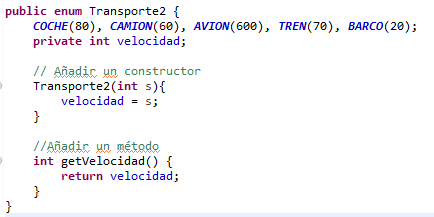 public enum Transporte2 {
COCHE(80), CAMION(60), AVION(600), TREN(70), BARCO(20);
private int velocidad;
// Añadir un constructor
Transporte2(int s){
velocidad = s;
}
//Añadir un método
int getVelocidad() {
return velocidad;
}
}